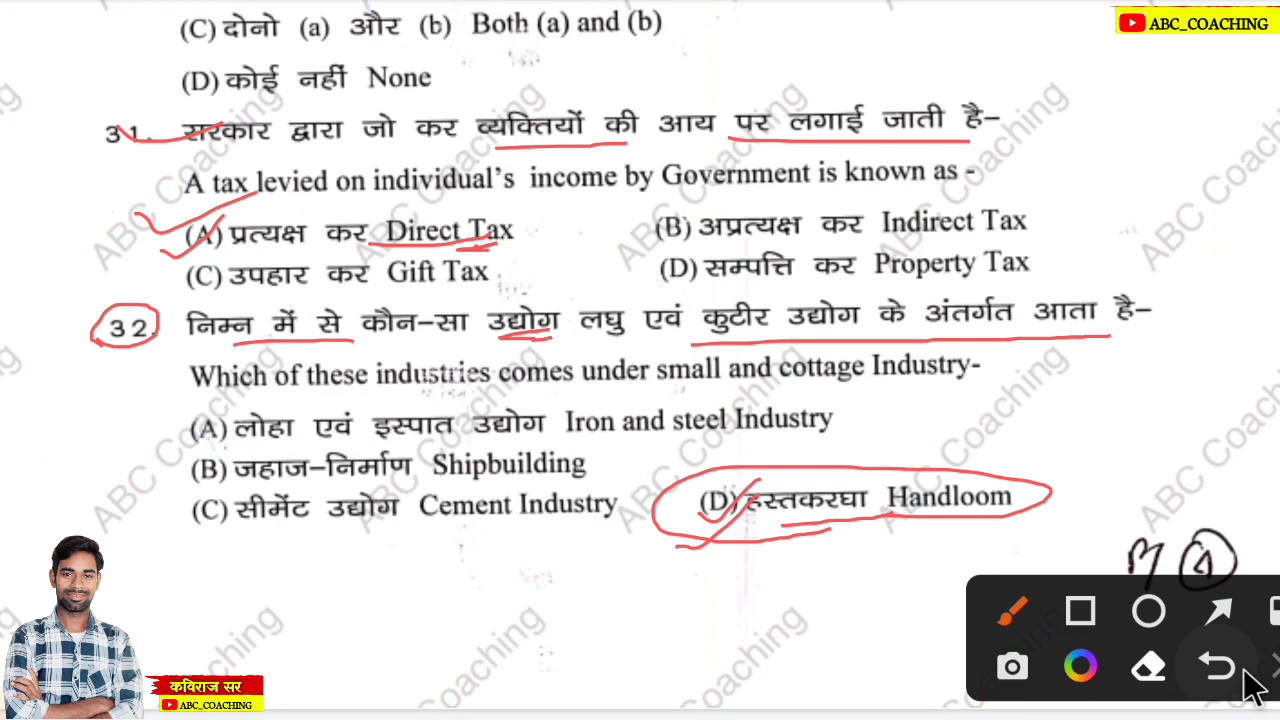 (C) दोनो (a) और (b) Both (a) and (b)
ABC_COACHING
(D) कोई नहीं None
31. सरकार द्वारा जो कर व्यक्तियों की आय पर लगाई जाती है–
A tax levied on individual's income by Government is known as -
(A) प्रत्यक्ष कर Direct Tax (B) अप्रत्यक्ष कर Indirect Tax
(C) उपहार कर Gift Tax (D) सम्पत्ति कर Property Tax
32. निम्न में से कौन–सा उद्योग लघु एवं कुटीर उद्योग के अंतर्गत आता है–
Which of these industries comes under small and cottage Industry-
(A) लोहा एवं इस्पात उद्योग Iron and steel Industry
(B) जहाज–निर्माण Shipbuilding
(C) सीमेंट उद्योग Cement Industry (D) हस्तकरघा Handloom
ABC Coaching
कविराज सर
ABC_COACHING